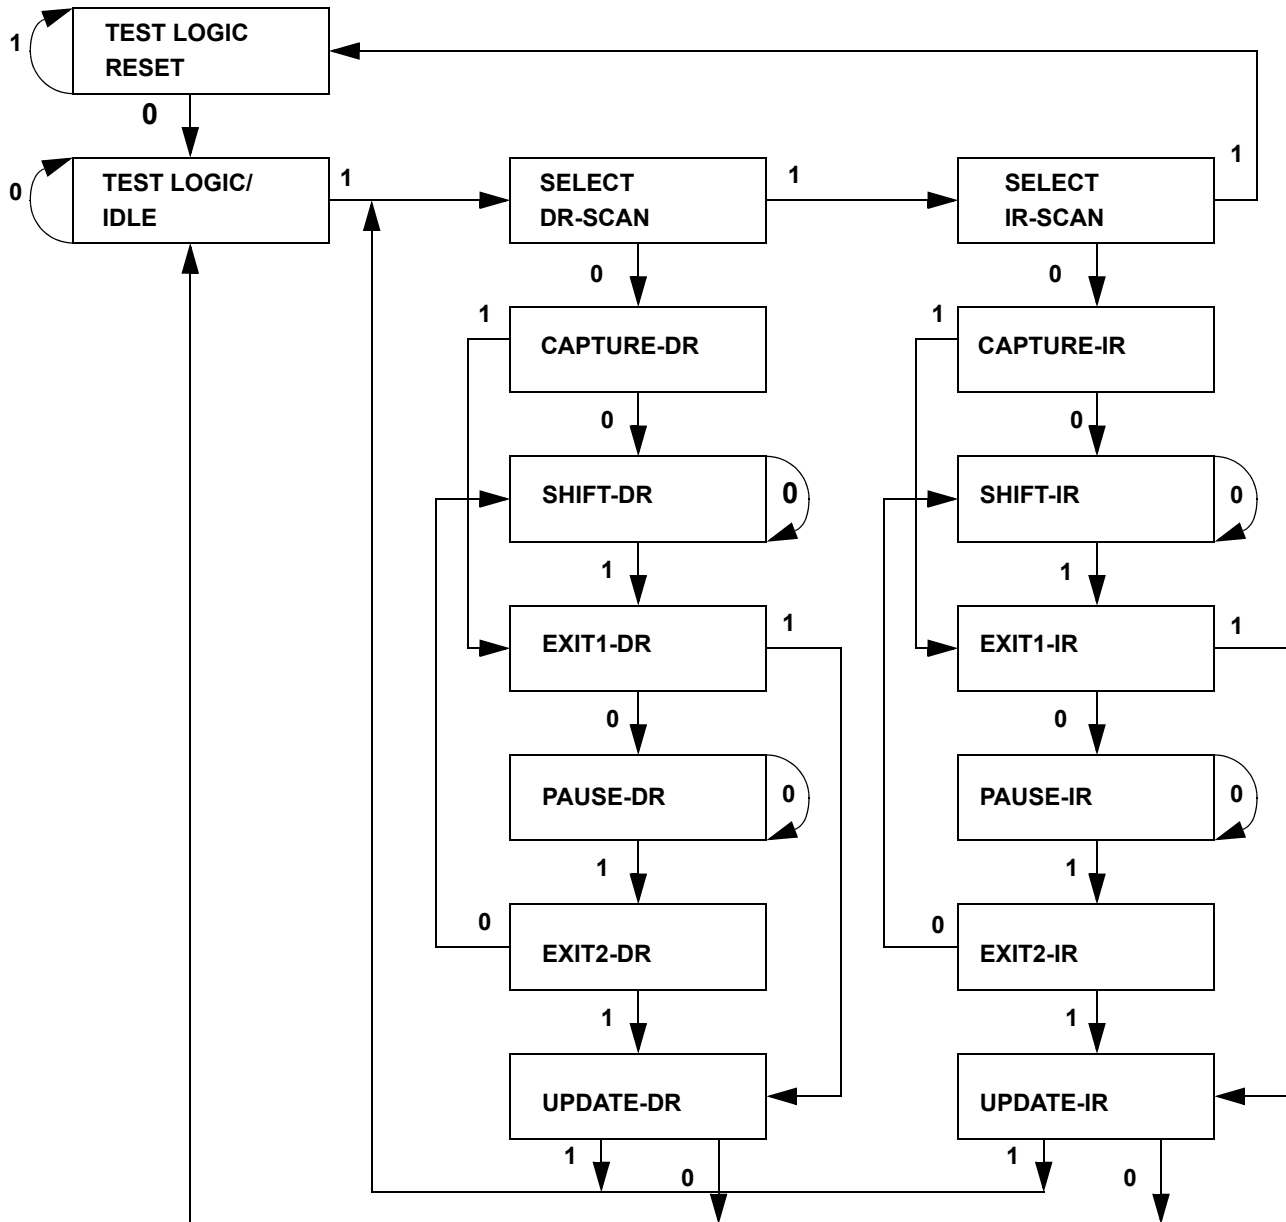 1
TEST LOGIC
RESET
0
0
TEST LOGIC/
IDLE
1
SELECT
DR-SCAN
1
SELECT
IR-SCAN
1
0
0
1
CAPTURE-DR
1
CAPTURE-IR
0
0
SHIFT-DR
0
SHIFT-IR
0
1
1
EXIT1-DR
1
EXIT1-IR
1
0
0
PAUSE-DR
0
PAUSE-IR
0
1
1
0
EXIT2-DR
0
EXIT2-IR
1
1
UPDATE-DR
UPDATE-IR
1
0
1
0